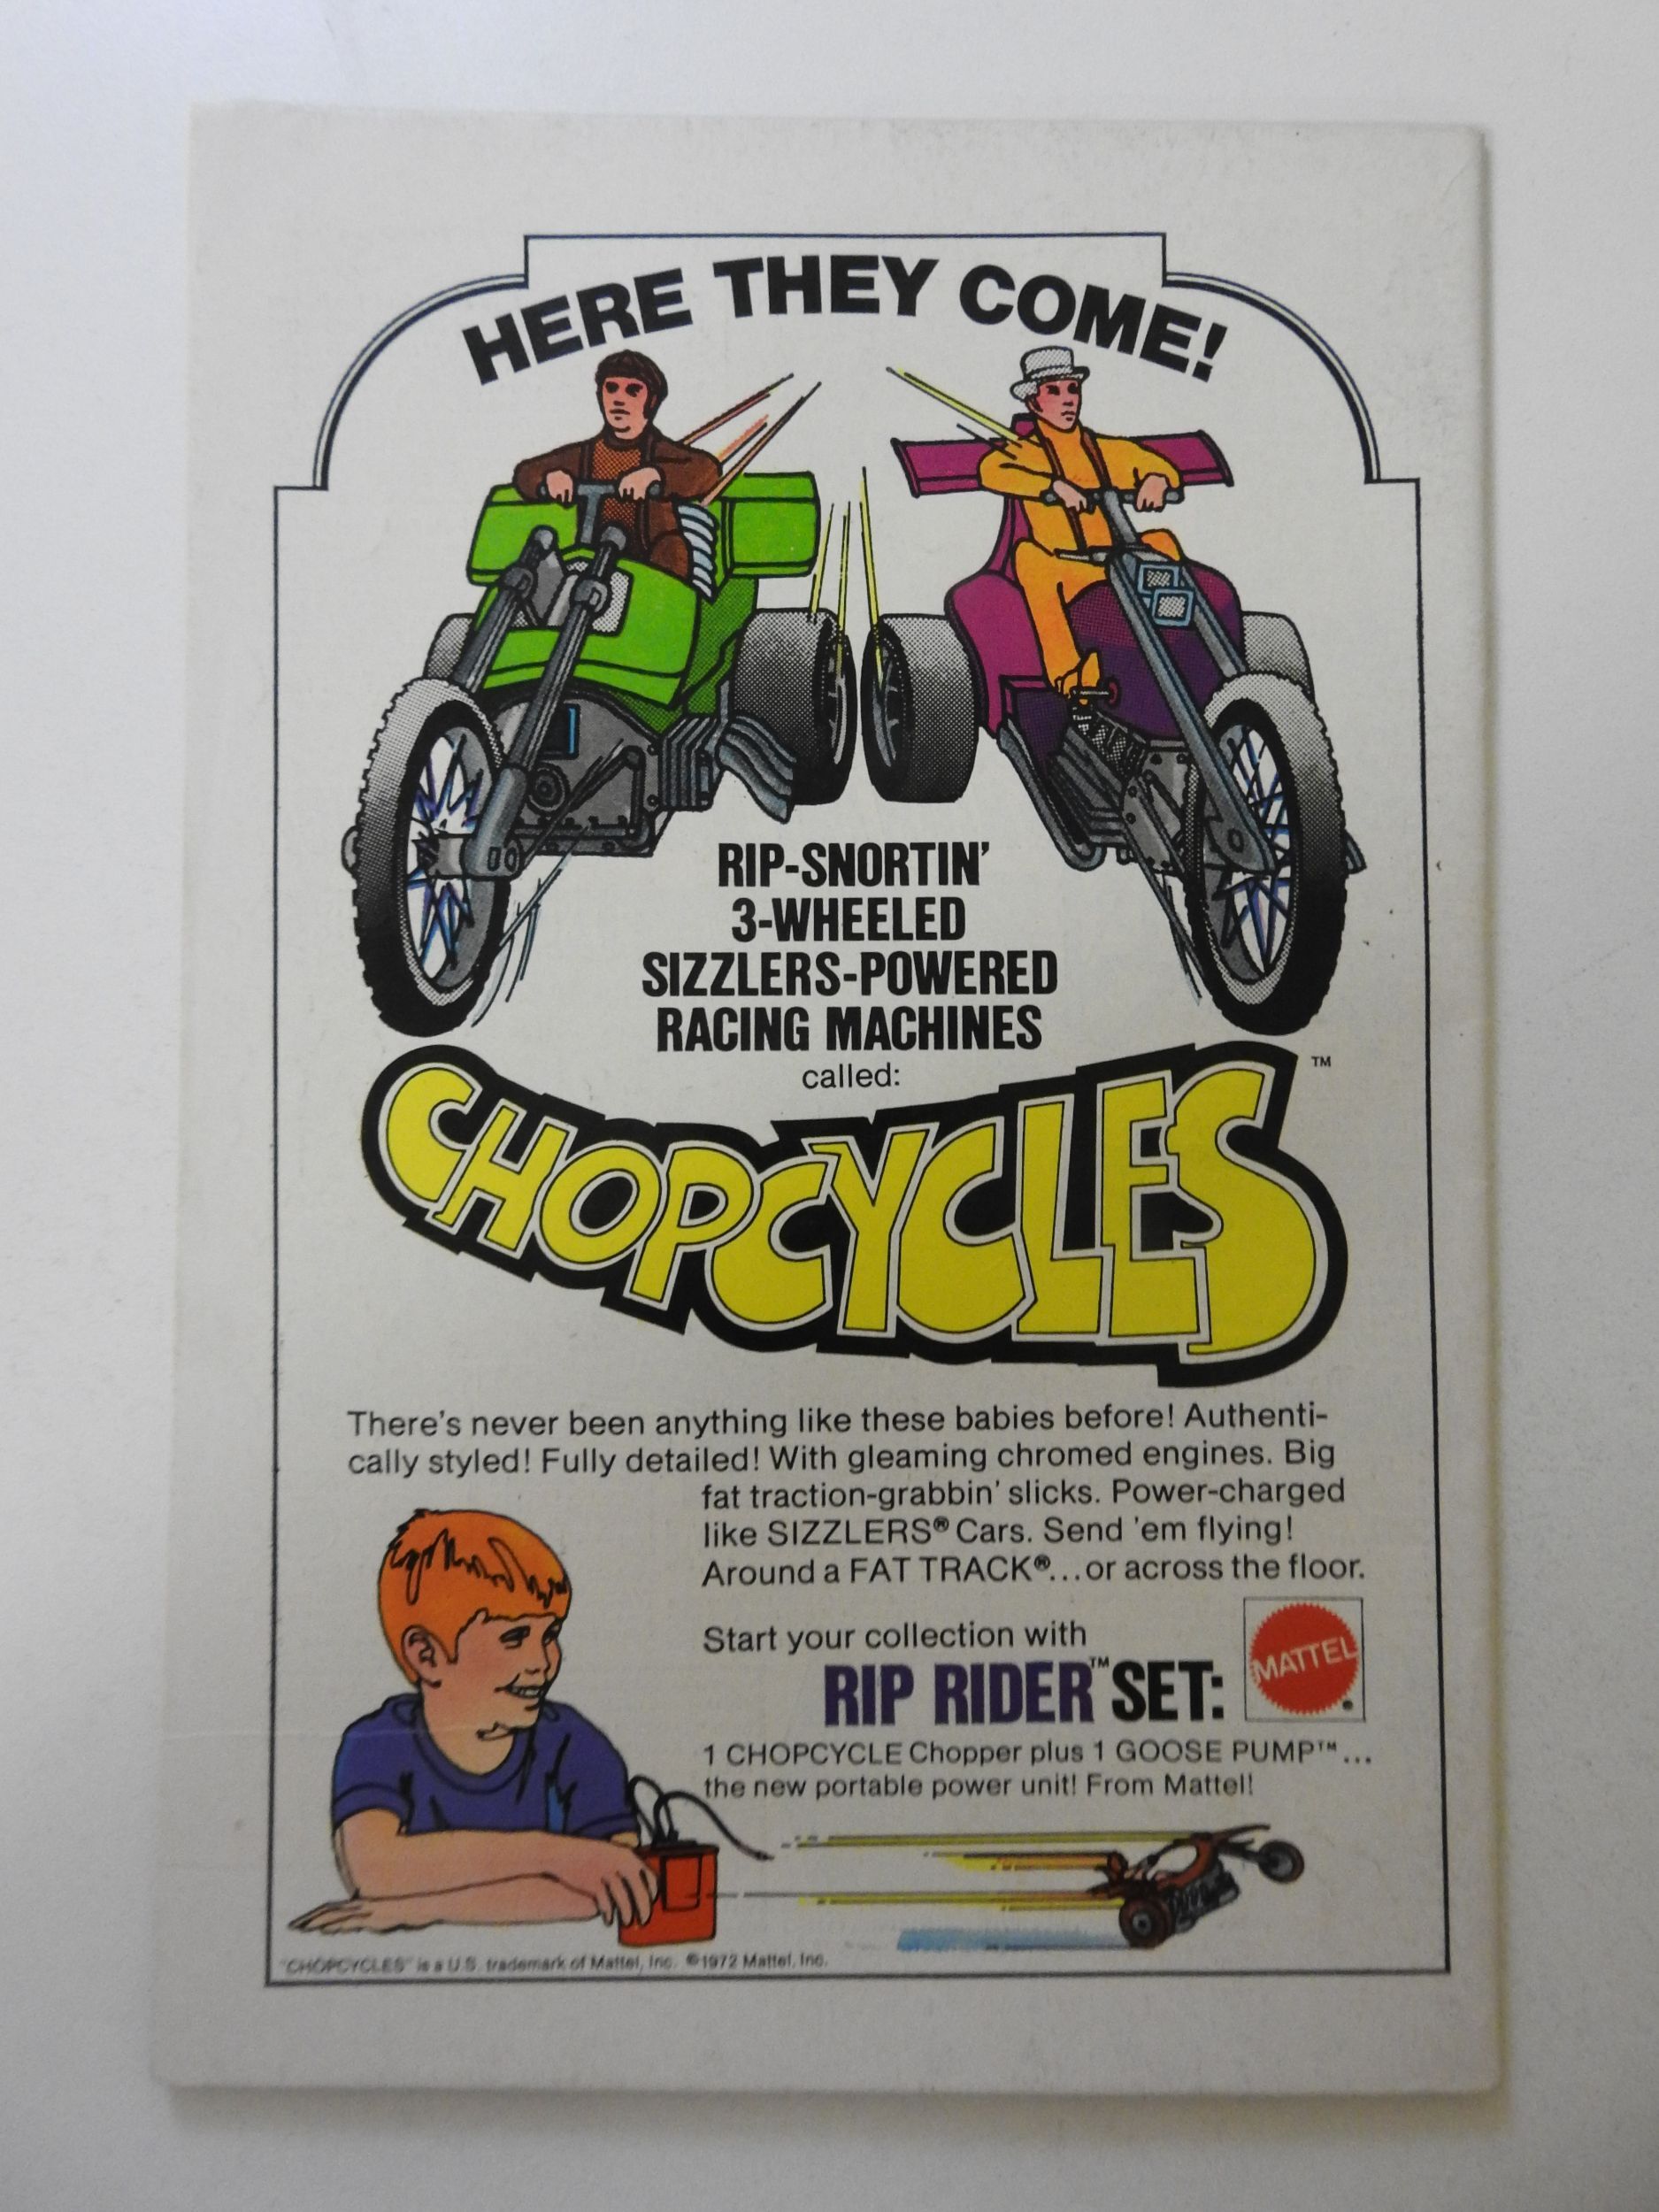 HERE THEY COME!
RIP-SNORTIN'
3-WHEELED
SIZZLERS-POWERED
RACING MACHINES
called:
CHOPCYCLES™
There's never been anything like these babies before! Authenti-
cally styled! Fully detailed! With gleaming chromed engines. Big
fat traction-grabbin' slicks. Power-charged
like SIZZLERS® Cars. Send 'em flying!
Around a FAT TRACK®...or across the floor.
Start your collection with
RIP RIDER™ SET:
MATTEL®
1 CHOPCYCLE Chopper plus 1 GOOSE PUMP™...
the new portable power unit! From Mattel!
"CHOPCYCLES" is a U.S. trademark of Mattel, Inc. ©1972 Mattel, Inc.